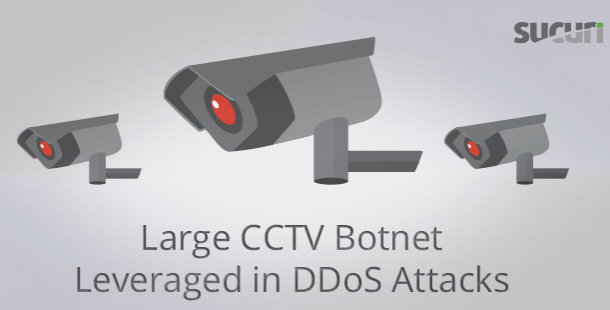 sucuri
Large CCTV Botnet
Leveraged in DDoS Attacks